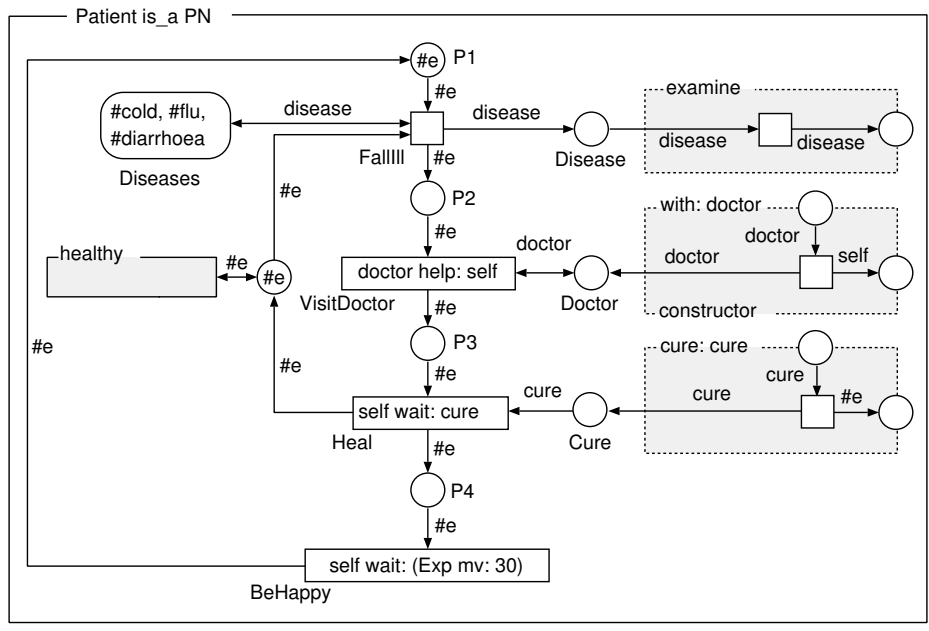 Patient is_a PN
#e
P1
#e
examine
#cold, #flu,
#diarrhoea
disease
disease
disease
disease
FallIll
#e
Disease
Diseases
#e
P2
with: doctor
#e
doctor
doctor
doctor
self
healthy
#e
#e
doctor help: self
VisitDoctor
Doctor
#e
constructor
#e
P3
cure: cure
#e
#e
cure
cure
cure
#e
self wait: cure
Heal
#e
Cure
P4
#e
self wait: (Exp mv: 30)
BeHappy